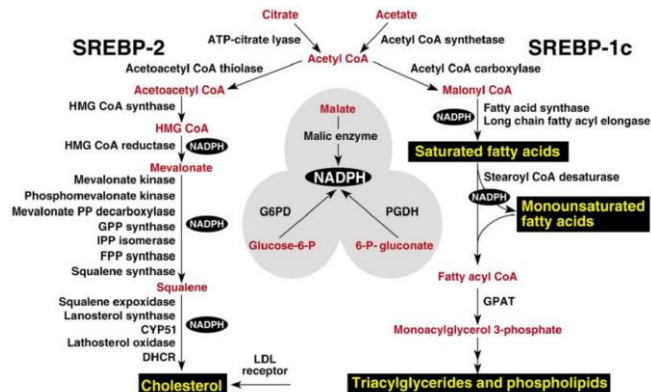 Citrate
Acetate
SREBP-2
ATP-citrate lyase
Acetyl CoA synthetase
SREBP-1c
Acetyl CoA
Acetoacetyl CoA thiolase
Acetyl CoA carboxylase
Acetoacetyl CoA
HMG CoA synthase
HMG CoA
HMG CoA reductase
NADPH
Mevalonate
Mevalonate kinase
Phosphomevalonate kinase
Mevalonate PP decarboxylase
GPP synthase
NADPH
IPP isomerase
FPP synthase
Squalene synthase
Squalene
Squalene expoxidase
Lanosterol synthase
CYP51
NADPH
Lathosterol oxidase
DHCR
Cholesterol
LDL
receptor
Malate
Malic enzyme
NADPH
G6PD
PGDH
Glucose-6-P
6-P-gluconate
Malonyl CoA
NADPH
Fatty acid synthase
Long chain fatty acyl elongase
Saturated fatty acids
Stearoyl CoA desaturase
NADPH
Monounsaturated
fatty acids
Fatty acyl CoA
GPAT
Monoacylglycerol 3-phosphate
Triacylglycerides and phospholipids